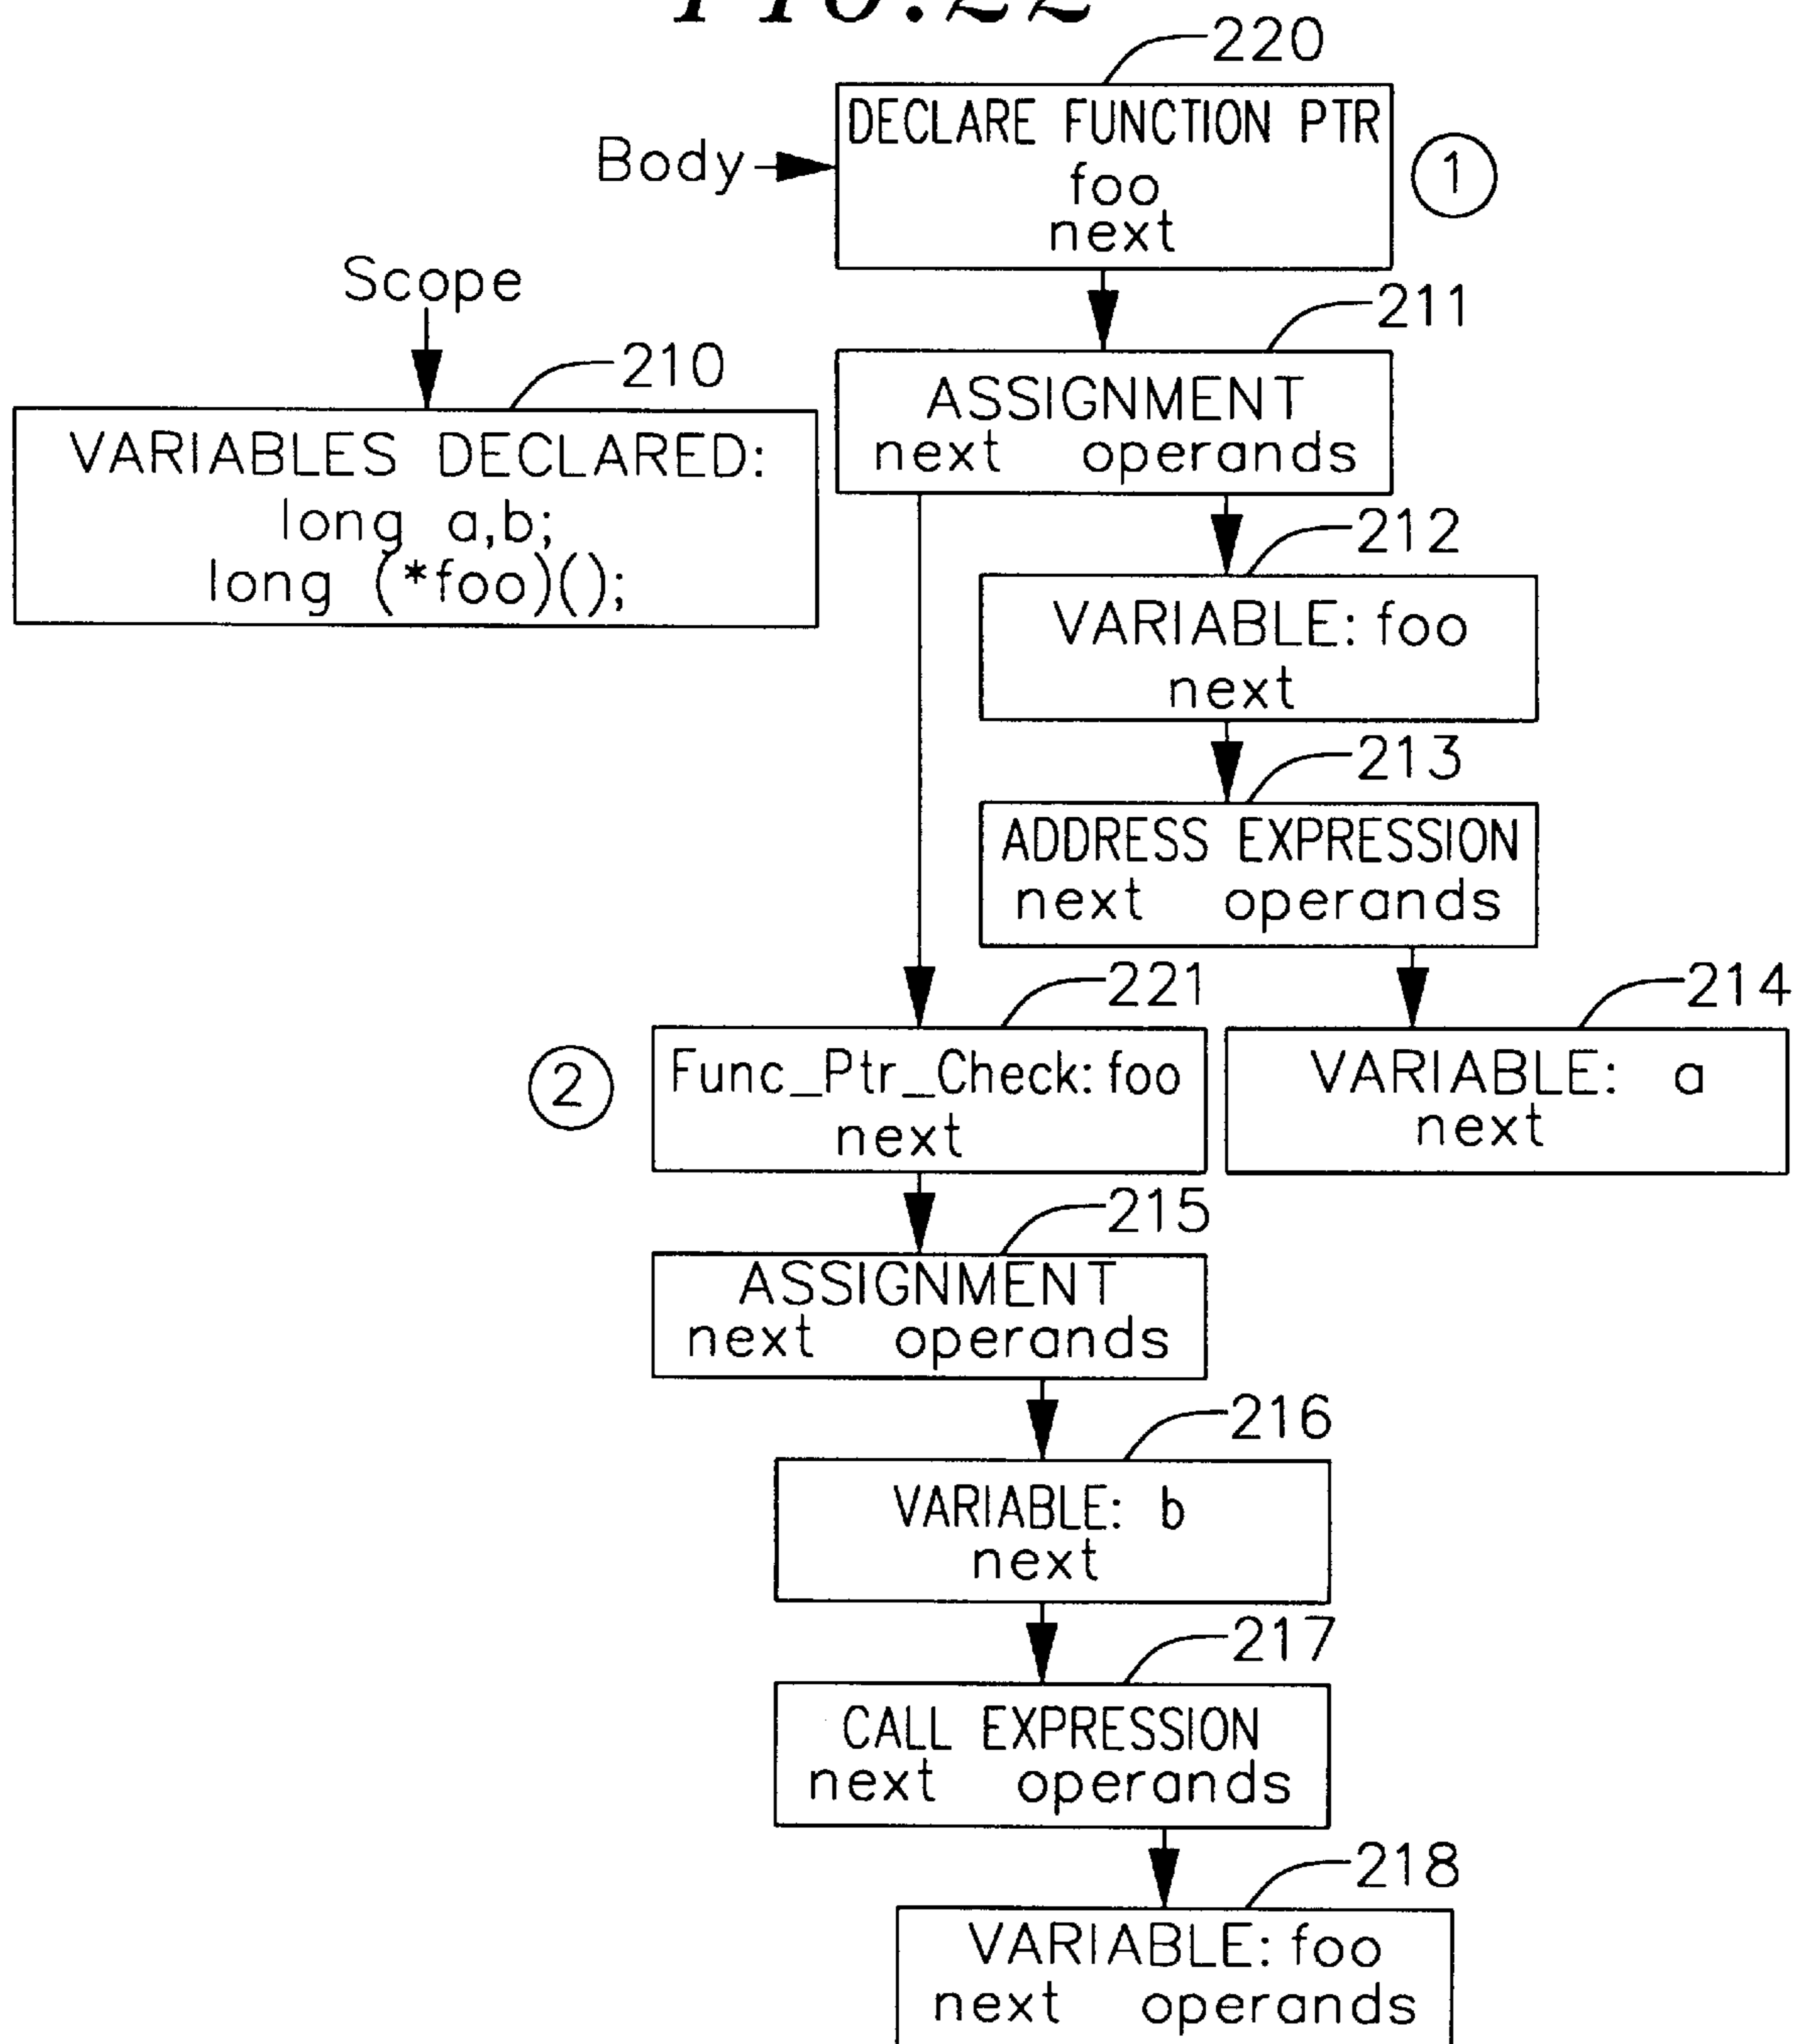 FIG.22
220
DECLARE FUNCTION PTR
foo
next
Body
1
Scope
211
ASSIGNMENT
next operands
210
VARIABLES DECLARED:
long a,b;
long (*foo)();
212
VARIABLE: foo
next
213
ADDRESS EXPRESSION
next operands
221
Func_Ptr_Check: foo
next
2
214
VARIABLE: a
next
215
ASSIGNMENT
next operands
216
VARIABLE: b
next
217
CALL EXPRESSION
next operands
218
VARIABLE: foo
next operands